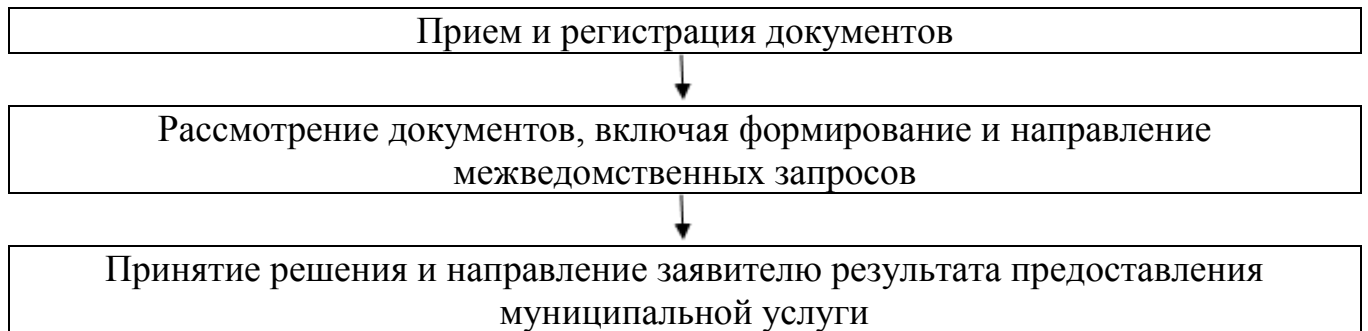 Прием и регистрация документов
Рассмотрение документов, включая формирование и направление
межведомственных запросов
Принятие решения и направление заявителю результата предоставления
муниципальной услуги